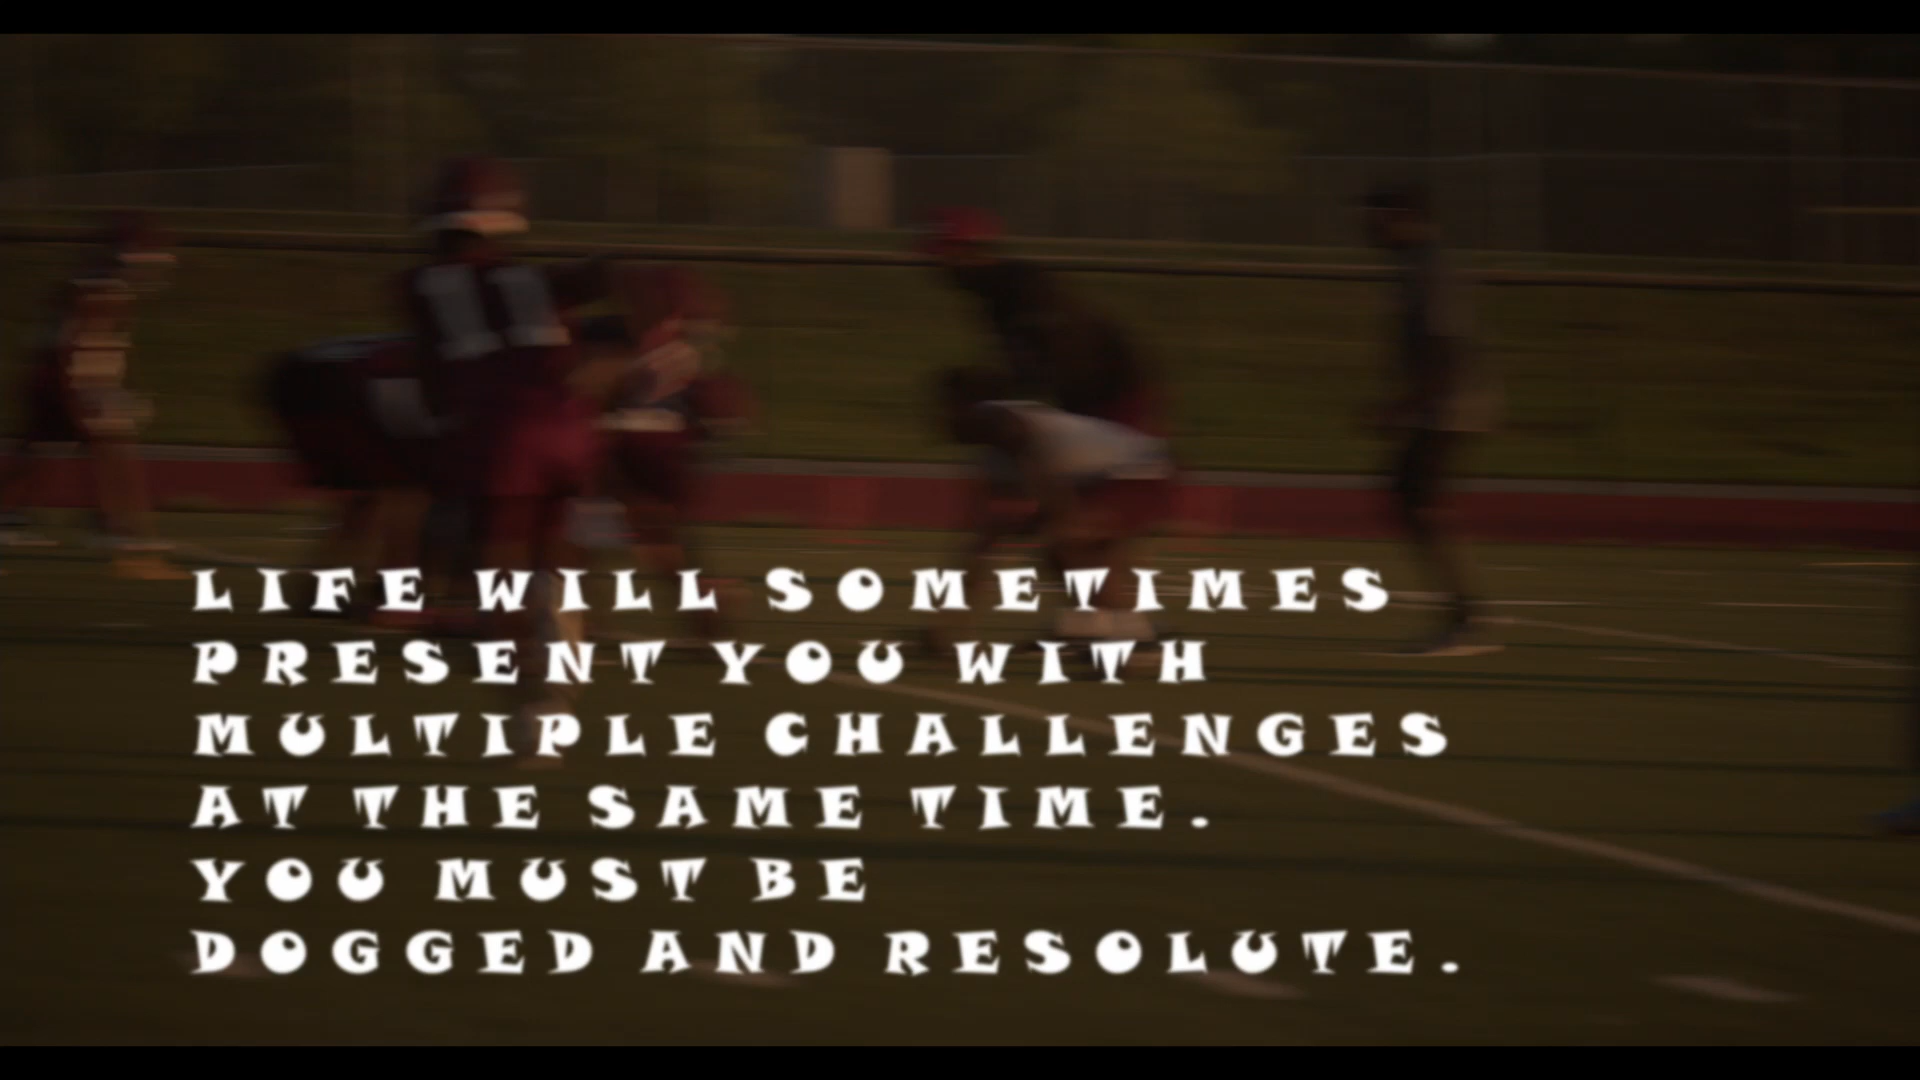 LIFE WILL SOMETIMES
PRESENT YOU WITH
MULTIPLE CHALLENGES
AT THE SAME TIME.
YOU MUST BE
DOGGED AND RESOLUTE.